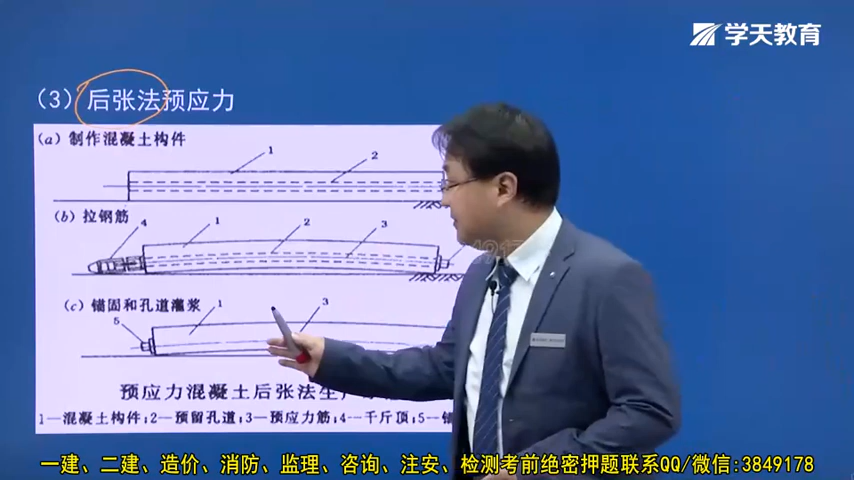 学天教育
（3）后张法预应力
（a）制作混凝土构件
1
2
（b）拉钢筋
4
1
2
3
（c）锚固和孔道灌浆
5
1
3
预应力混凝土后张法生
1—混凝土构件；2—预留孔道；3—预应力筋；4—千斤顶；5—锚
一建、二建、造价、消防、监理、咨询、注安、检测考前绝密押题联系QQ/微信:3849178